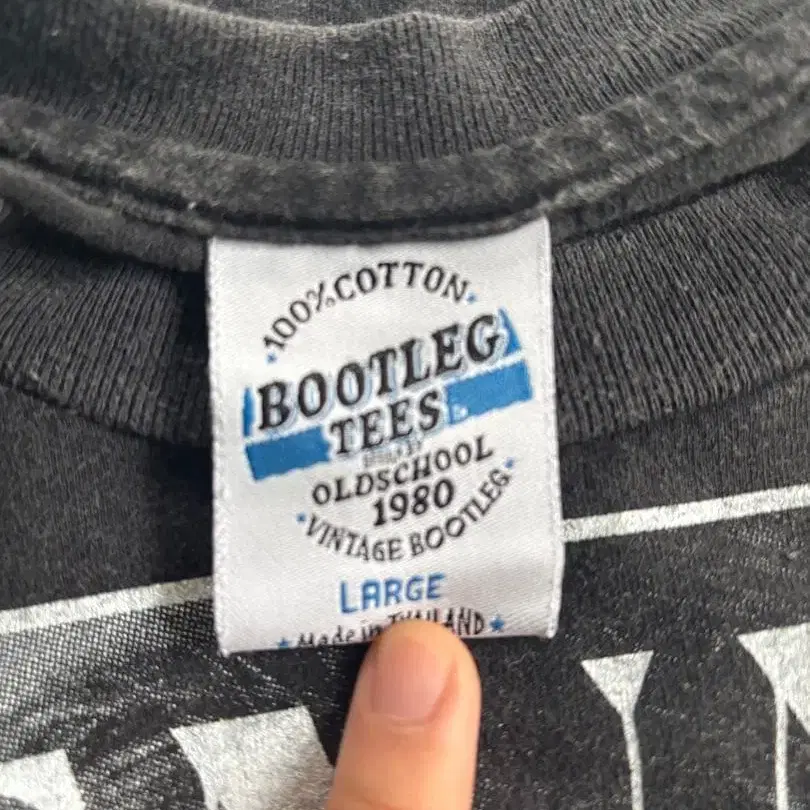 100% COTTON
BOOTLEG
TEES
OLDSCHOOL
1980
VINTAGE BOOTLEG
LARGE
Made in THAILAND